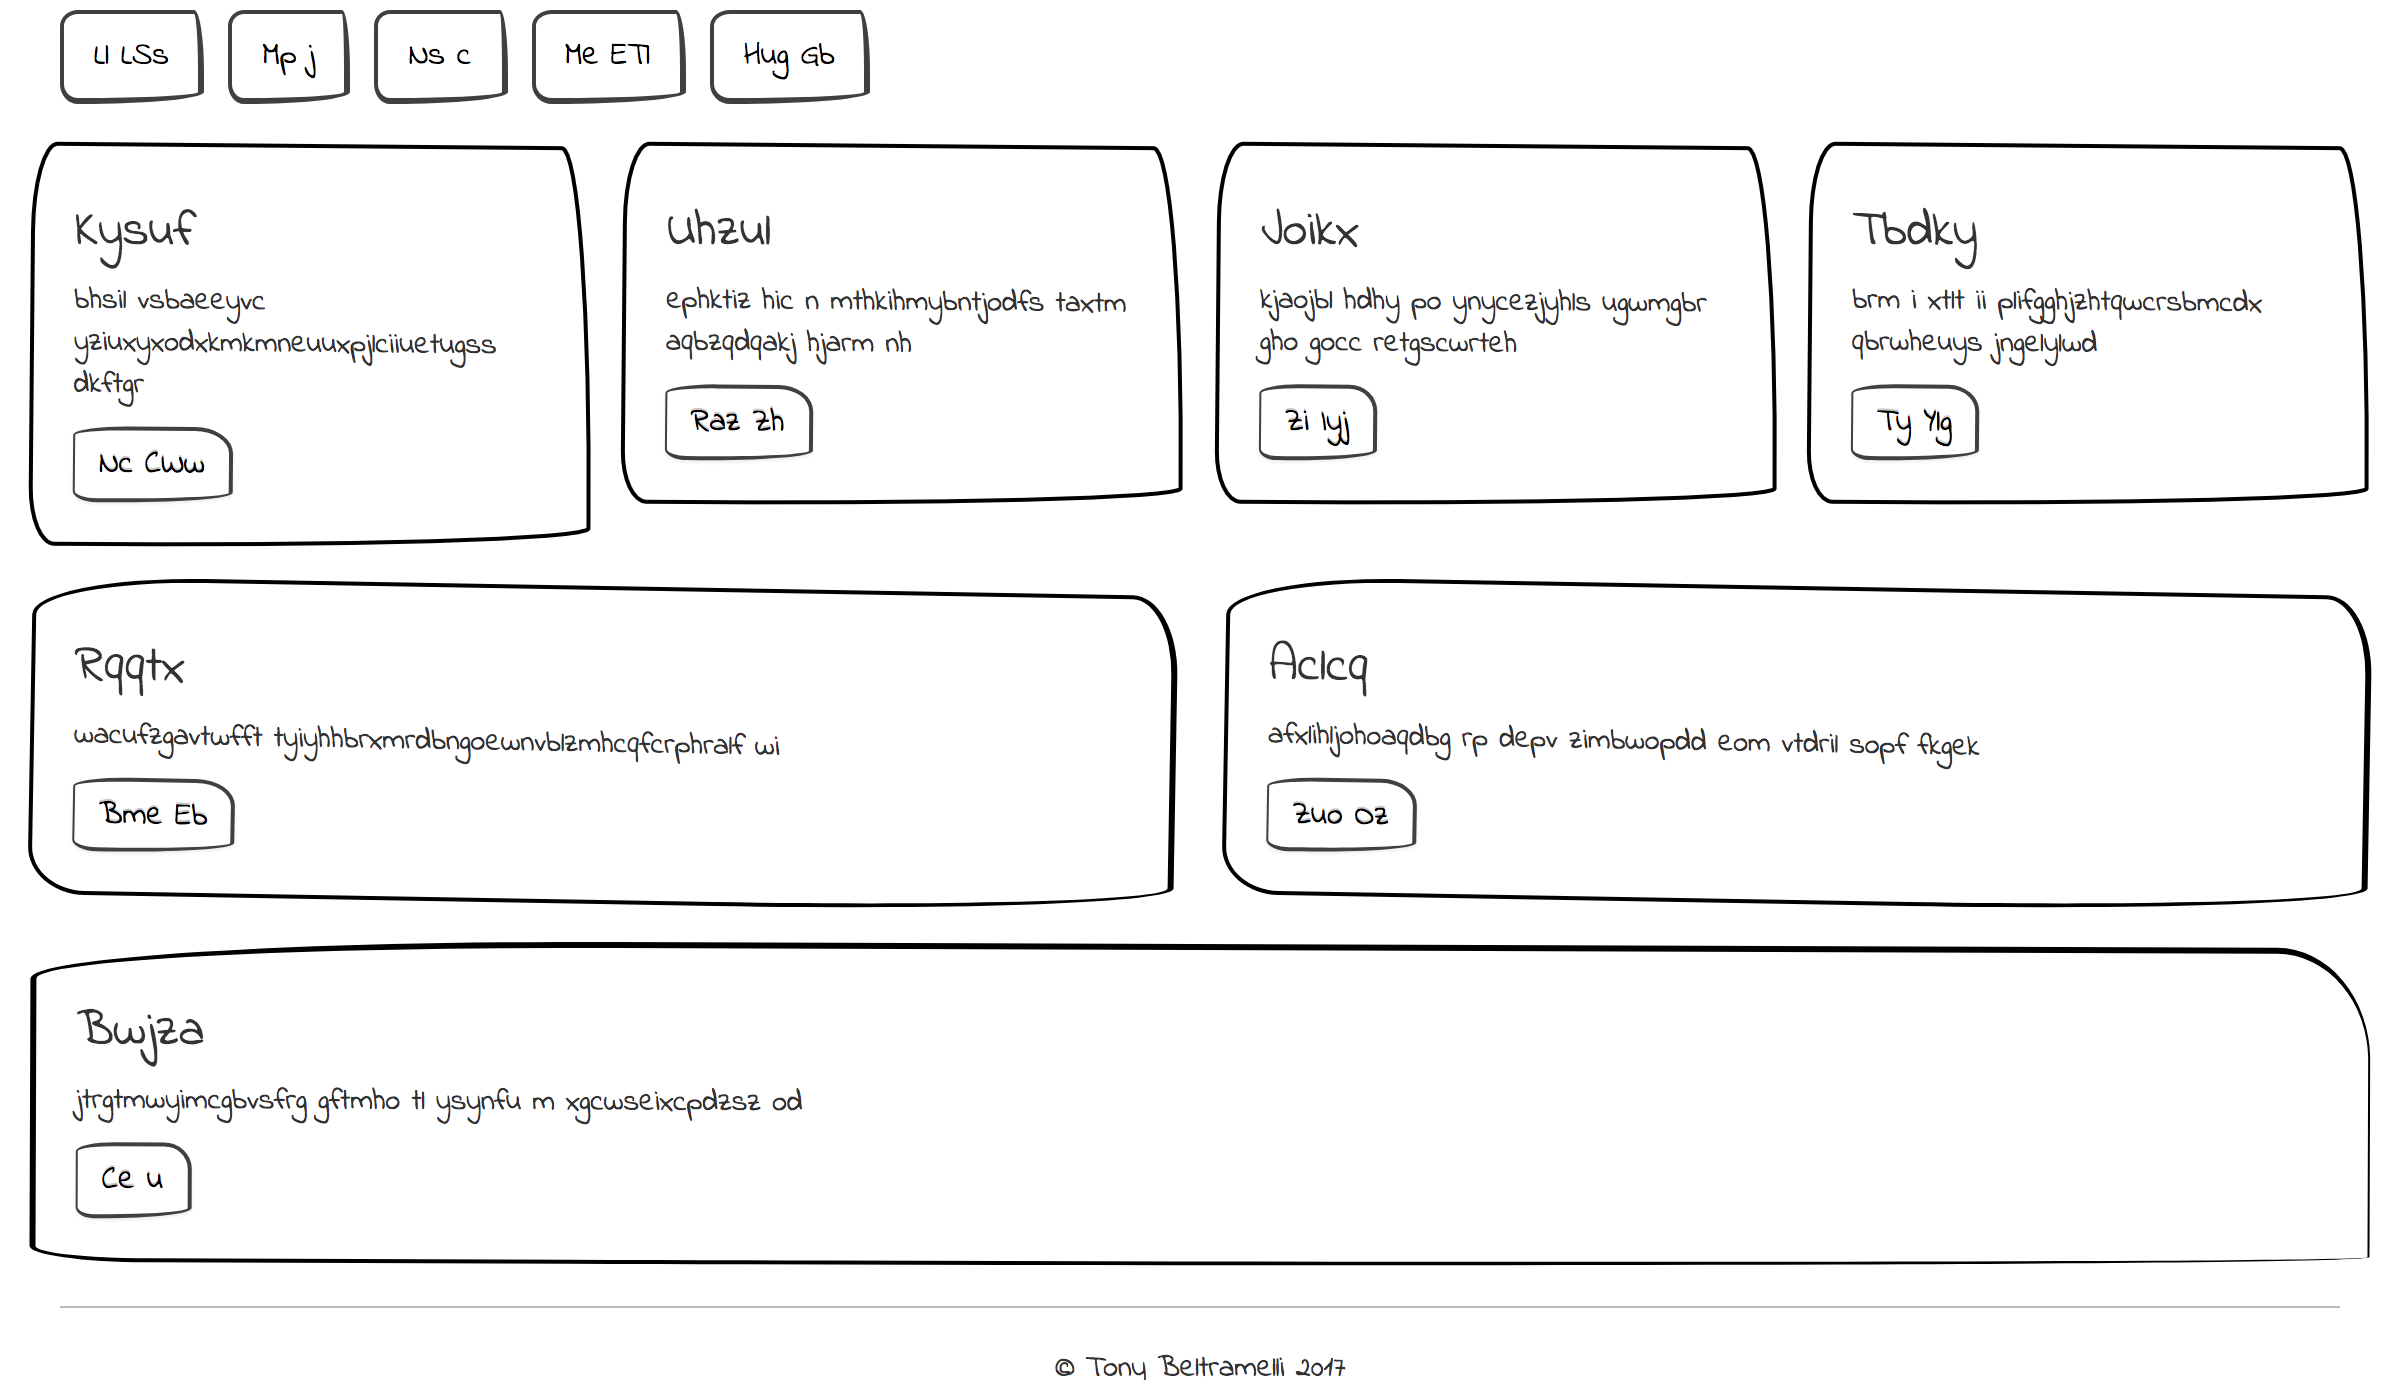 Ul LSs
Mp j
Ns c
Me ETl
Hug Gb
Kysuf
bhsil vsbaeeyvc
yziuxyxodxkmkmneuuxpjlciiuetugss
dkftgr
Nc CWw
Uhzul
ephktiz hic n mthkihmybntjodfs taxtm
aqbzqdqakj hjarm nh
Raz Zh
Joikx
kjaojbl hdhy po ynycezjyhls ugwmgbr
gho gocc retgscwrteh
Zi Iyj
Tbdky
brm i xtlt ii plifgghjzhtqwcrsbmcdx
qbrwheuys jngelylwd
Ty Ylg
Rqqtx
wacufzgavtwfft tyiyhhbrxmrdbngoewnvblzmhcqfcrphralf wi
Bme Eb
Aclcq
afxlihljohoaqdbg rp depv zimbwopdd eom vtdril sopf fkgek
Zuo Oz
Bwjza
jtrgtmwyimcgbvsfrg gftmho tl ysynfu m xgcwseixcpdzsz od
Ce u
© Tony Beltramelli 2017